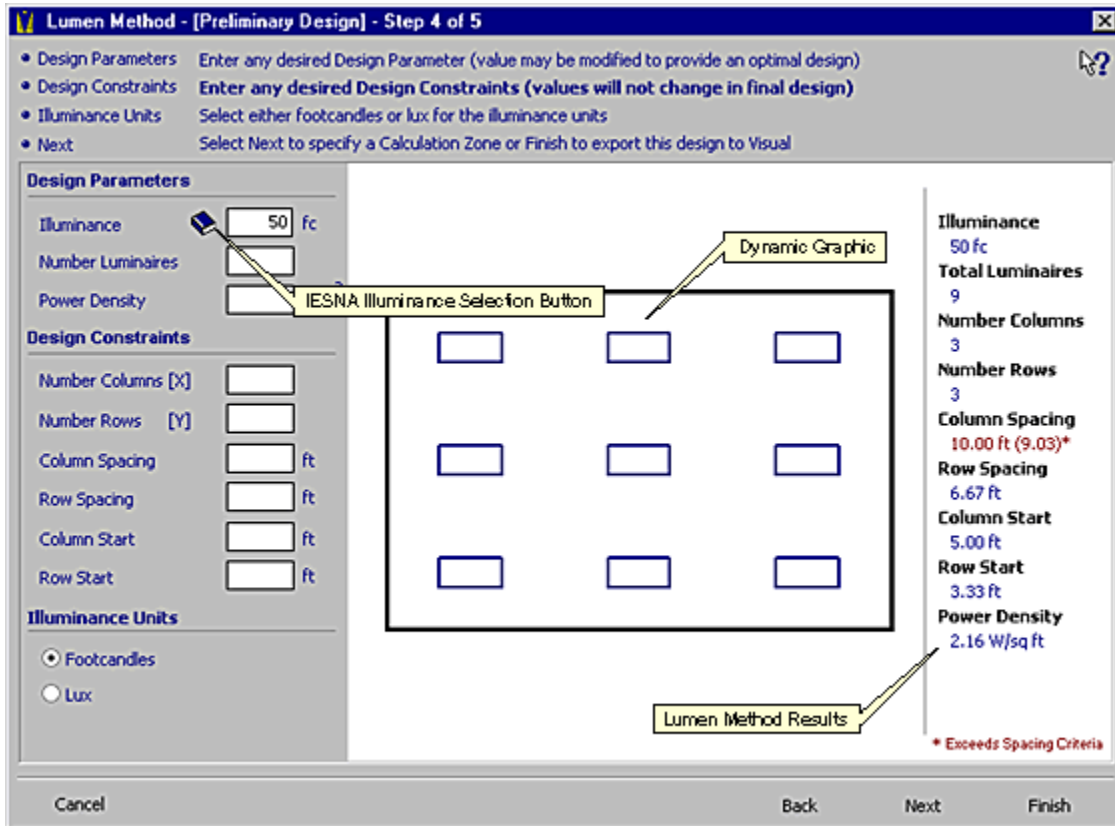 Lumen Method - [Preliminary Design] - Step 4 of 5
• Design Parameters Enter any desired Design Parameter (value may be modified to provide an optimal design)
• Design Constraints Enter any desired Design Constraints (values will not change in final design)
• Illuminance Units Select either footcandles or lux for the illuminance units
• Next Select Next to specify a Calculation Zone or Finish to export this design to Visual
Design Parameters
Illuminance 50 fc
Number Luminaires
Power Density
IESNA Illuminance Selection Button
Design Constraints
Number Columns [X]
Number Rows [Y]
Column Spacing ft
Row Spacing ft
Column Start ft
Row Start ft
Illuminance Units
Footcandles
Lux
Dynamic Graphic
Lumen Method Results
Illuminance
50 fc
Total Luminaires
9
Number Columns
3
Number Rows
3
Column Spacing
10.00 ft (9.03)*
Row Spacing
6.67 ft
Column Start
5.00 ft
Row Start
3.33 ft
Power Density
2.16 W/sq ft
* Exceeds Spacing Criteria
Cancel Back Next Finish